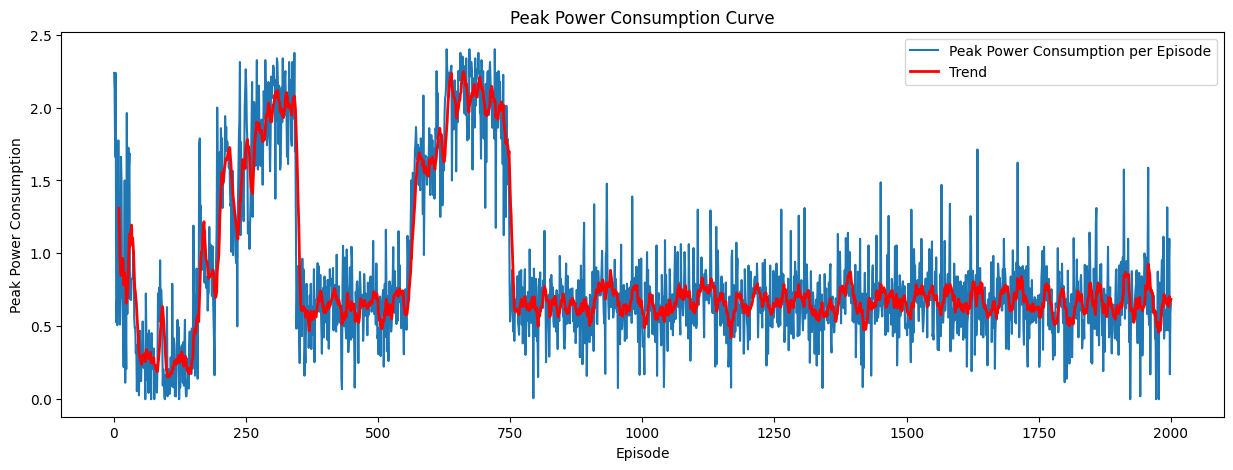 Peak Power Consumption Curve
Peak Power Consumption per Episode
Trend
Peak Power Consumption
2.5
2.0
1.5
1.0
0.5
0.0
0 250 500 750 1000 1250 1500 1750 2000
Episode